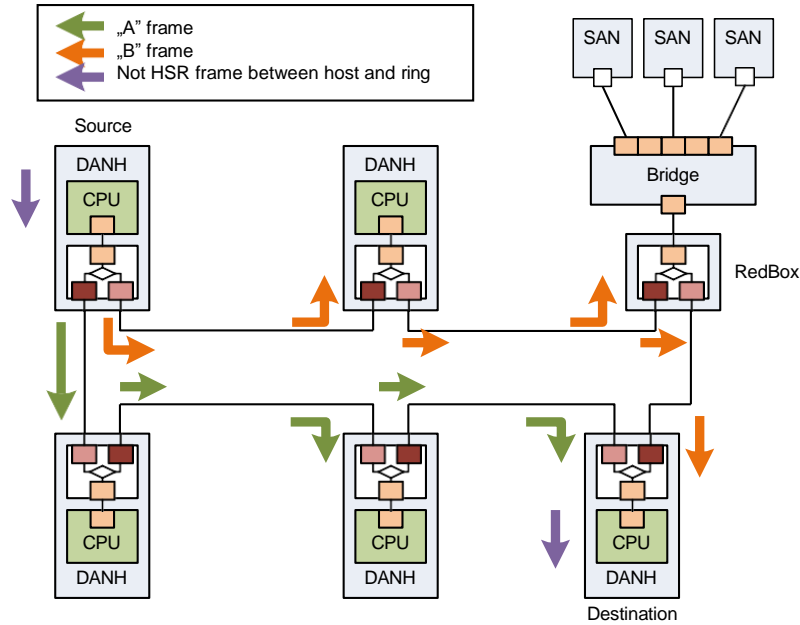 „A” frame
„B” frame
Not HSR frame between host and ring
SAN
SAN
SAN
Source
DANH
CPU
DANH
CPU
Bridge
RedBox
CPU
DANH
CPU
DANH
CPU
DANH
Destination